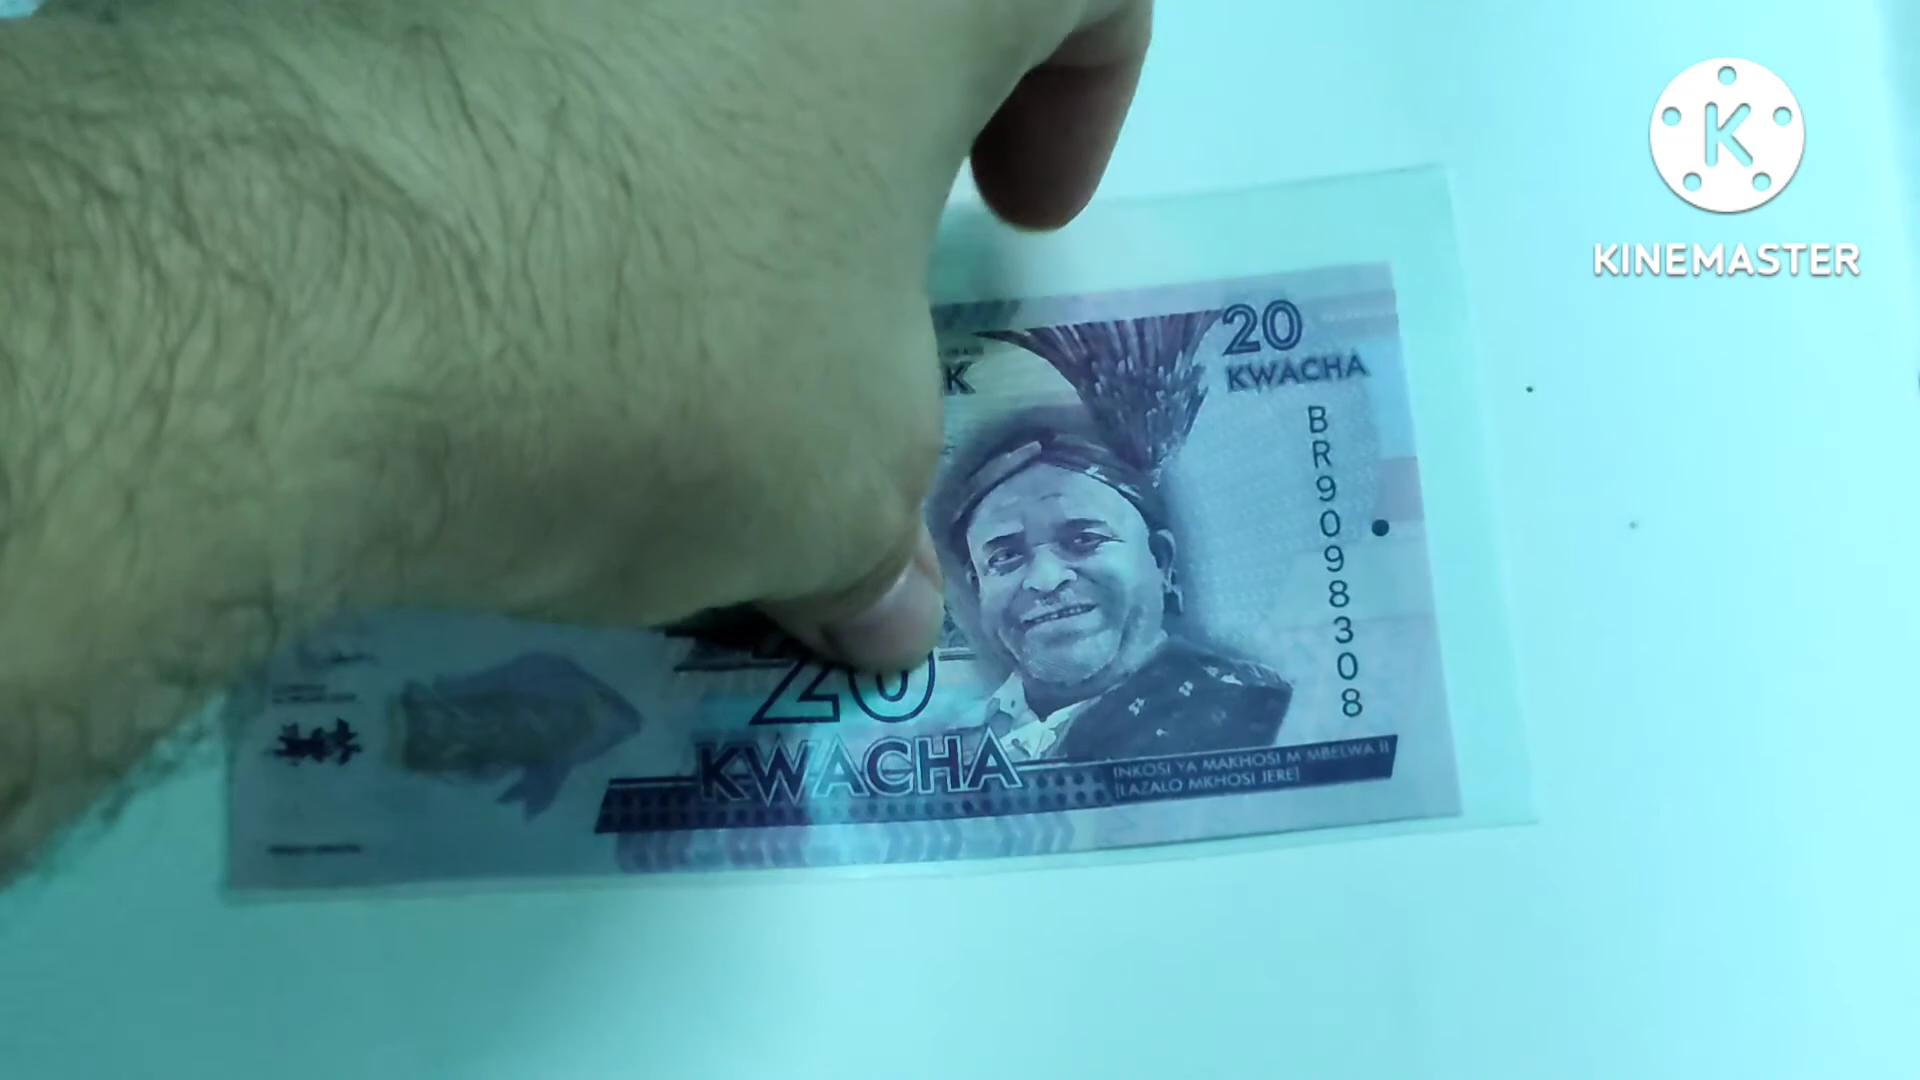 K
KINEMASTER
20
KWACHA
K
BR9098308
20
KWACHA
INKOSI YA MAKHOSI M MBELWA II
[LAZALO MKHOSI JERE]